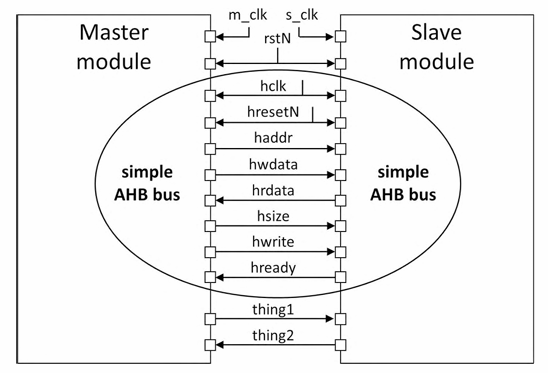 Master
module
m_clk
s_clk
rstN
Slave
module
hclk
hresetN
haddr
hwdata
hrdata
hsize
hwrite
hready
simple
AHB bus
simple
AHB bus
thing1
thing2